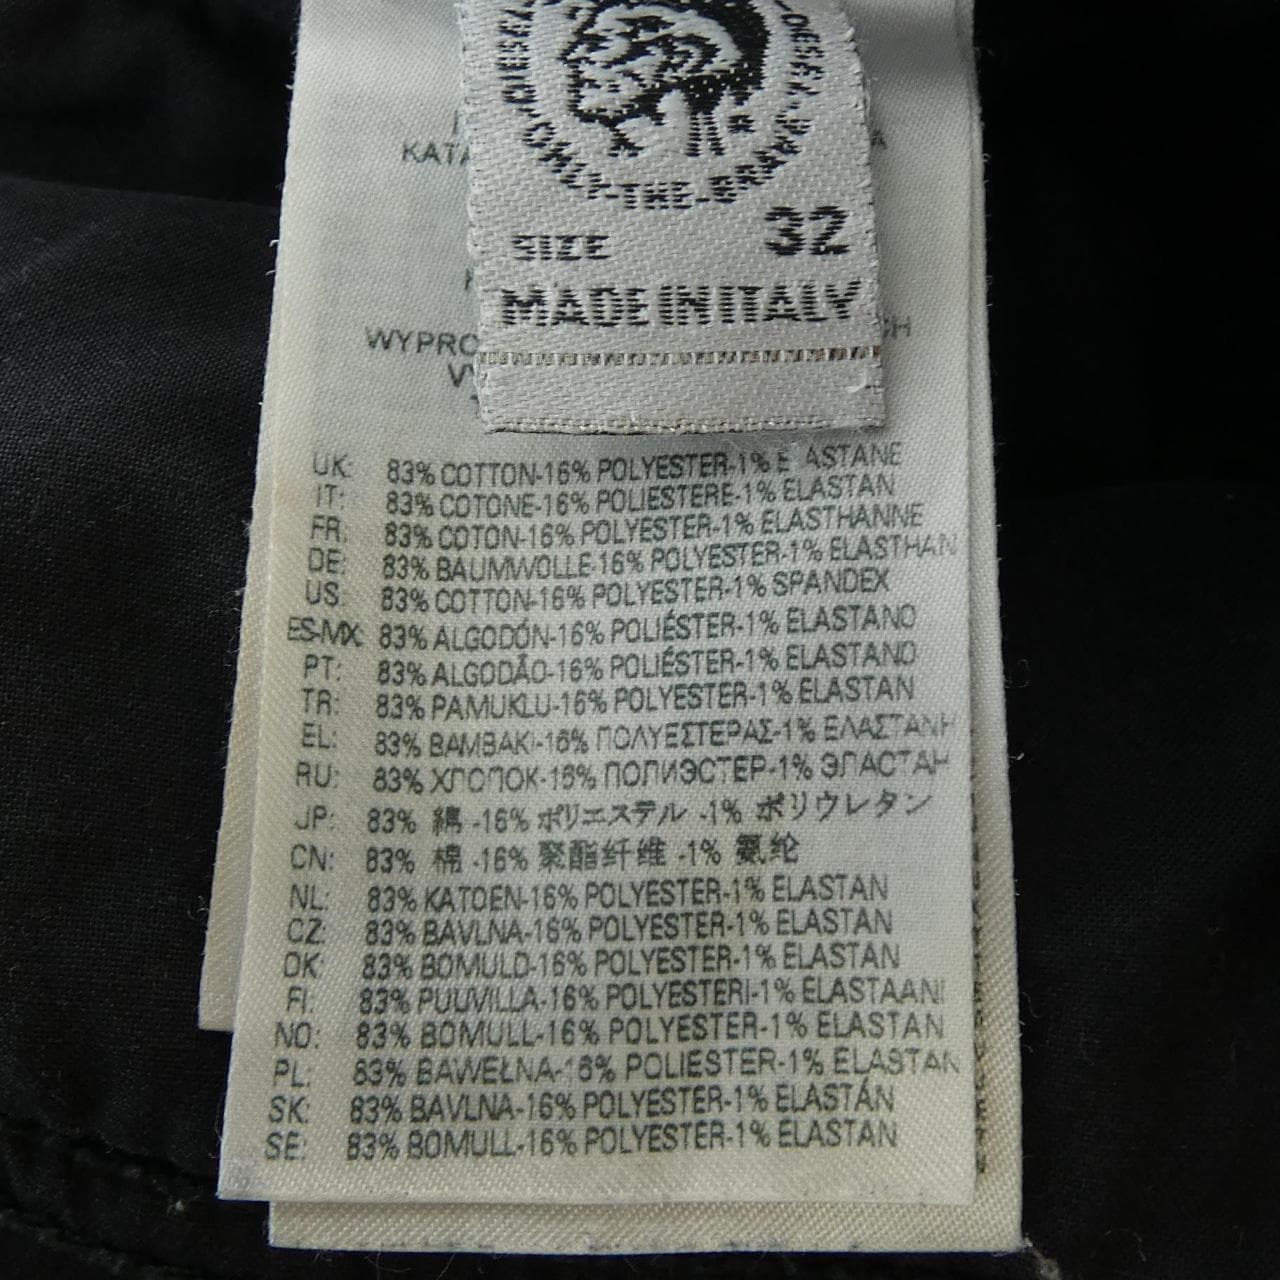 DIESEL
ONLY-THE-BRAVE
KATA
SIZE 32
MADE IN ITALY
WYPRO CH
UK: 83% COTTON-16% POLYESTER-1% E ASTANE
IT: 83% COTONE-16% POLIESTERE-1% ELASTAN
FR: 83% COTON-16% POLYESTER-1% ELASTHANNE
DE: 83% BAUMWOLLE-16% POLYESTER-1% ELASTHAN
US: 83% COTTON-16% POLYESTER-1% SPANDEX
ES-MX: 83% ALGODÓN-16% POLIÉSTER-1% ELASTANO
PT: 83% ALGODÃO-16% POLIÉSTER-1% ELASTANO
TR: 83% PAMUKLU-16% POLYESTER-1% ELASTAN
EL: 83% ΒΑΜΒΑΚΙ-16% ΠΟΛΥΕΣΤΕΡΑΣ-1% ΕΛΑΣΤΑΝΗ
RU: 83% ХЛОПОК-16% ПОЛИЭСТЕР-1% ЭЛАСТАН
JP: 83% 綿 -16% ポリエステル -1% ポリウレタン
CN: 83% 棉 -16% 聚酯纤维 -1% 氨纶
NL: 83% KATOEN-16% POLYESTER-1% ELASTAN
CZ: 83% BAVLNA-16% POLYESTER-1% ELASTAN
DK: 83% BOMULD-16% POLYESTER-1% ELASTAN
FI: 83% PUUVILLA-16% POLYESTERI-1% ELASTAANI
NO: 83% BOMULL-16% POLYESTER-1% ELASTAN
PL: 83% BAWEŁNA-16% POLIESTER-1% ELASTAN
SK: 83% BAVLNA-16% POLYESTER-1% ELASTÁN
SE: 83% BOMULL-16% POLYESTER-1% ELASTAN